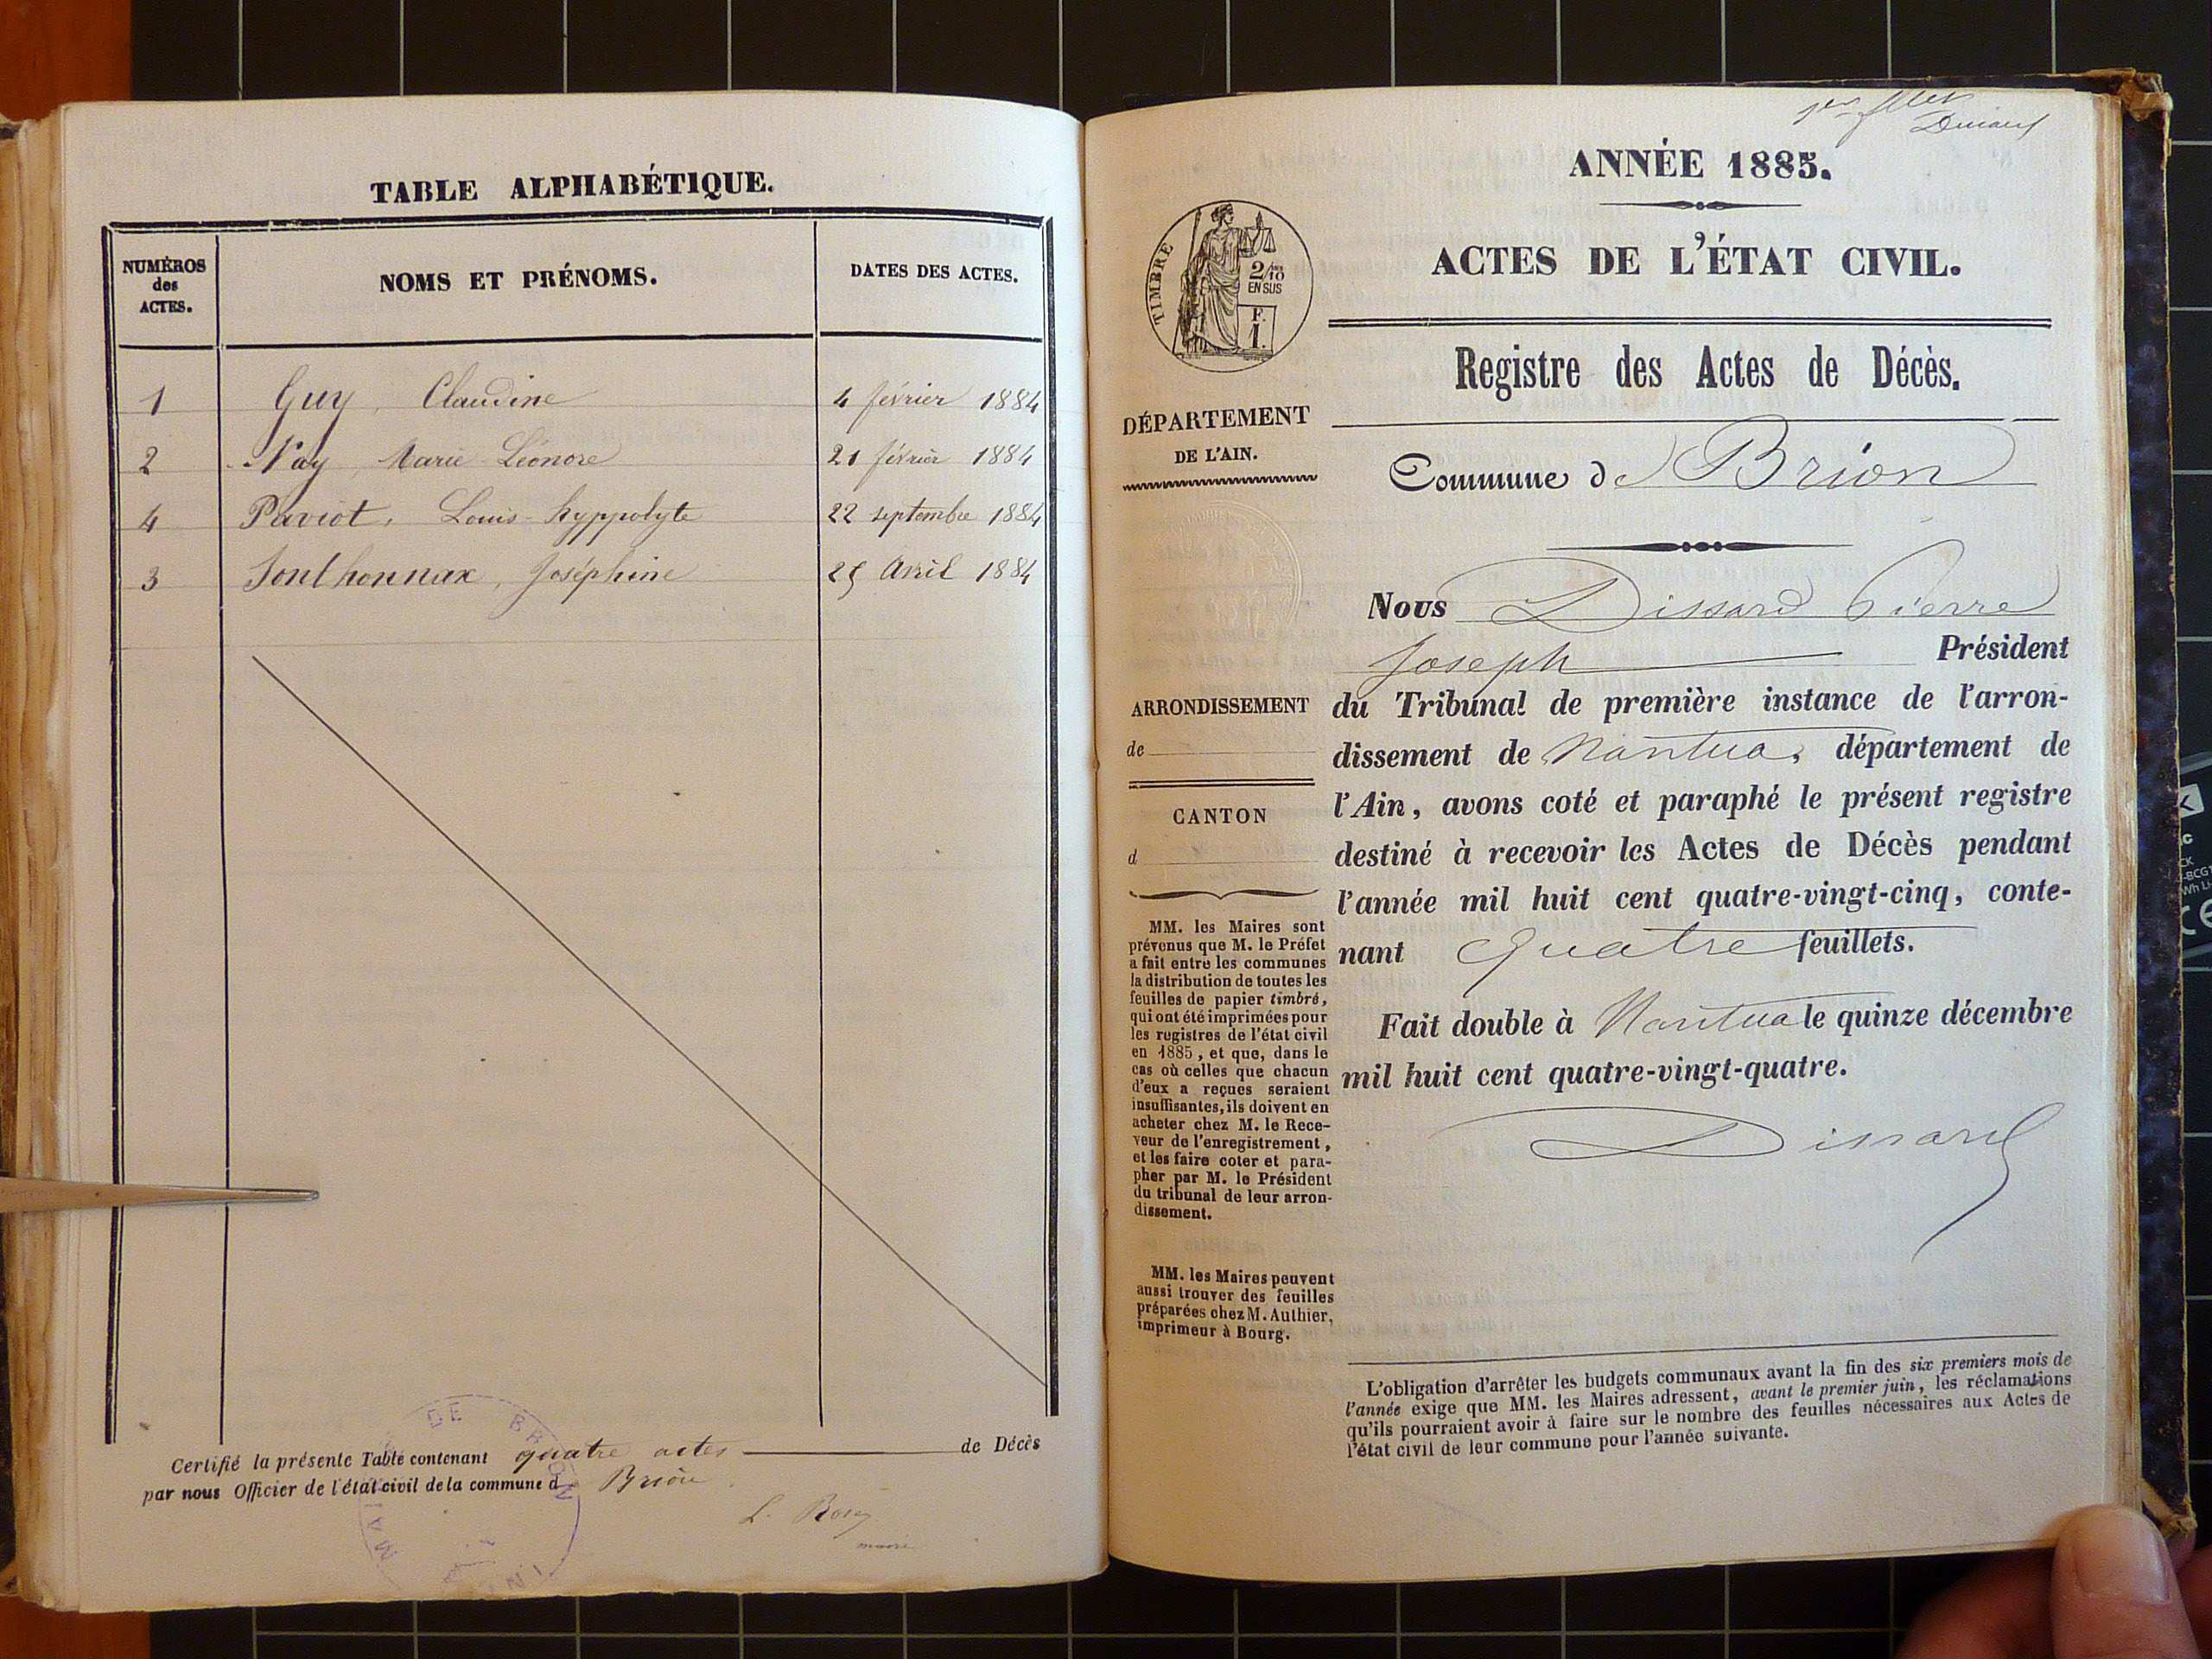 TABLE ALPHABÉTIQUE.
NUMÉROS
des
ACTES.
NOMS ET PRÉNOMS.
DATES DES ACTES.
1 Guy, Claudine 4 février 1884
2 Nay, Marie Léonore 21 février 1884
4 Paviot, Louis-hyppolyte 22 septembre 1884
3 Sonthonnax, Joséphine 25 Avril 1884
Certifié la présente Table contenant quatre actes de Décès
par nous Officier de l'état civil de la commune d Brion
maire
DE BRION
ANNÉE 1885.
ACTES DE L'ÉTAT CIVIL.
TIMBRE
2/10
EN SUS
F.
1.
Registre des Actes de Décès.
DÉPARTEMENT
DE L'AIN.
Commune de Brion
Nous Dissard Pierre
Joseph Président
du Tribunal de première instance de l'arron-
dissement de Nantua, département de
l'Ain, avons coté et paraphé le présent registre
destiné à recevoir les Actes de Décès pendant
l'année mil huit cent quatre-vingt-cinq, conte-
nant quatre feuillets.
Fait double à Nantua le quinze décembre
mil huit cent quatre-vingt-quatre.
Dissard
ARRONDISSEMENT
de
CANTON
d
MM. les Maires sont
prévenus que M. le Préfet
a fait entre les communes
la distribution de toutes les
feuilles de papier timbré,
qui ont été imprimées pour
les registres de l'état civil
en 1885, et que, dans le
cas où celles que chacun
d'eux a reçues seraient
insuffisantes, ils doivent en
acheter chez M. le Rece-
veur de l'enregistrement,
et les faire coter et para-
pher par M. le Président
du tribunal de leur arron-
dissement.
MM. les Maires peuvent
aussi trouver des feuilles
préparées chez M. Authier,
imprimeur à Bourg.
L'obligation d'arrêter les budgets communaux avant la fin des six premiers mois de
l'année exige que MM. les Maires adressent, avant le premier juin, les réclamations
qu'ils pourraient avoir à faire sur le nombre des feuilles nécessaires aux Actes de
l'état civil de leur commune pour l'année suivante.